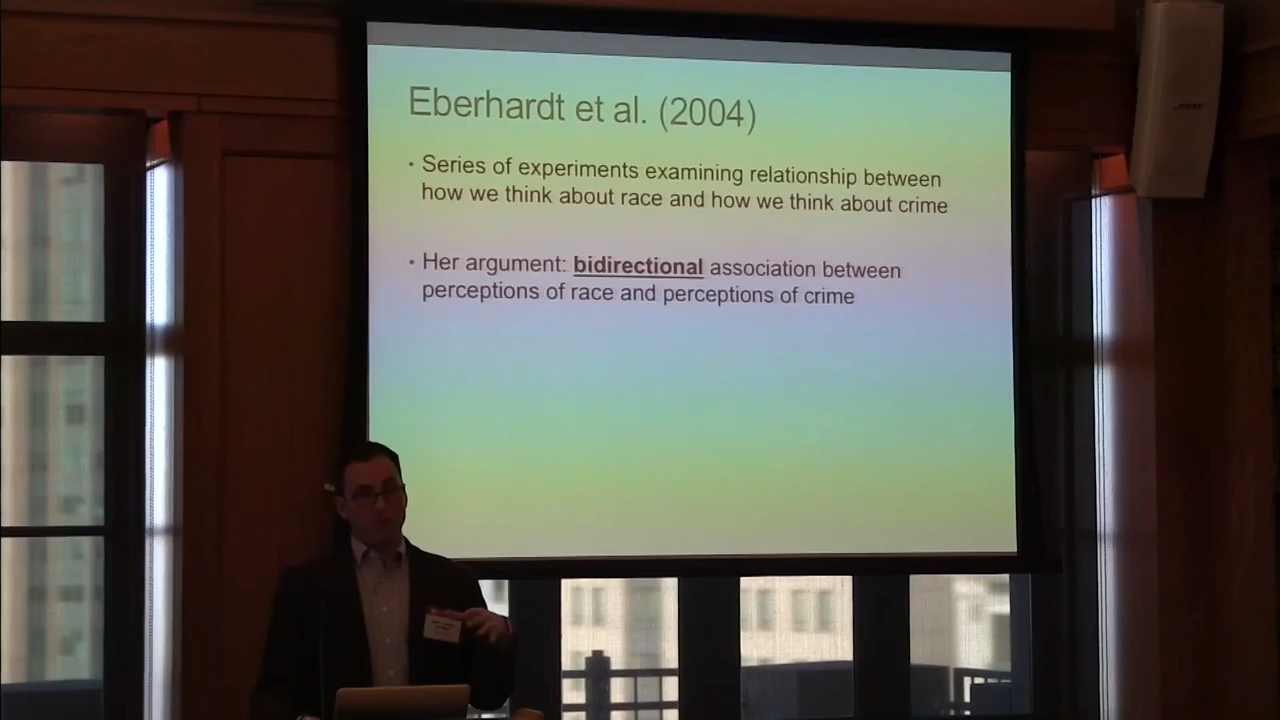 Eberhardt et al. (2004)
• Series of experiments examining relationship between
how we think about race and how we think about crime
• Her argument: bidirectional association between
perceptions of race and perceptions of crime